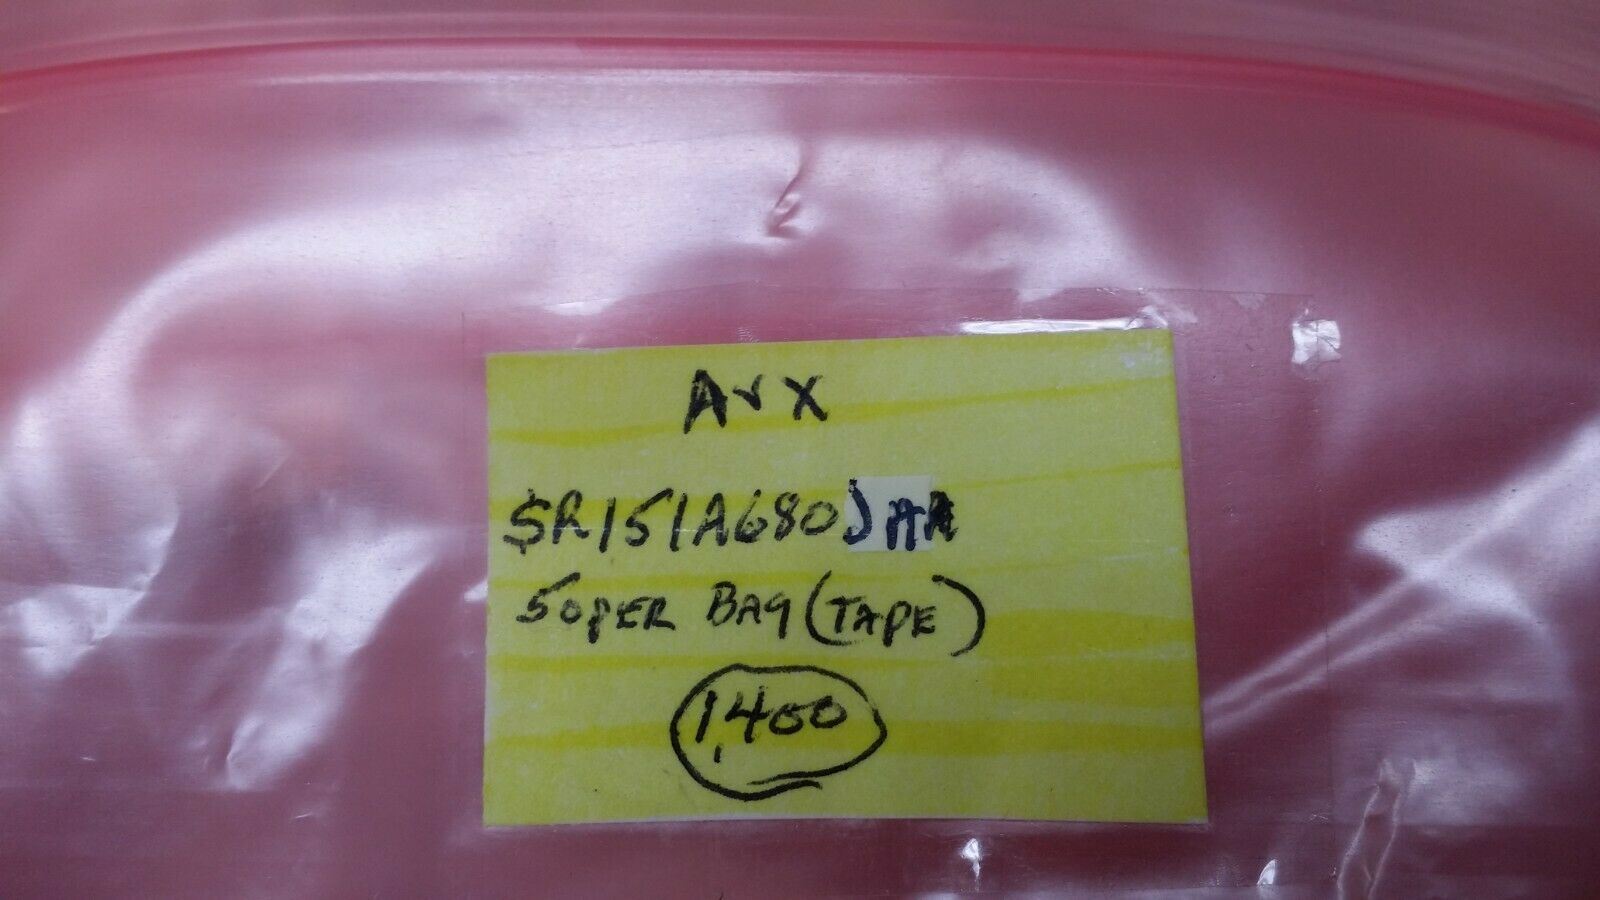 AVX
SR151A680JAA
50 PER BAG (TAPE)
1,400